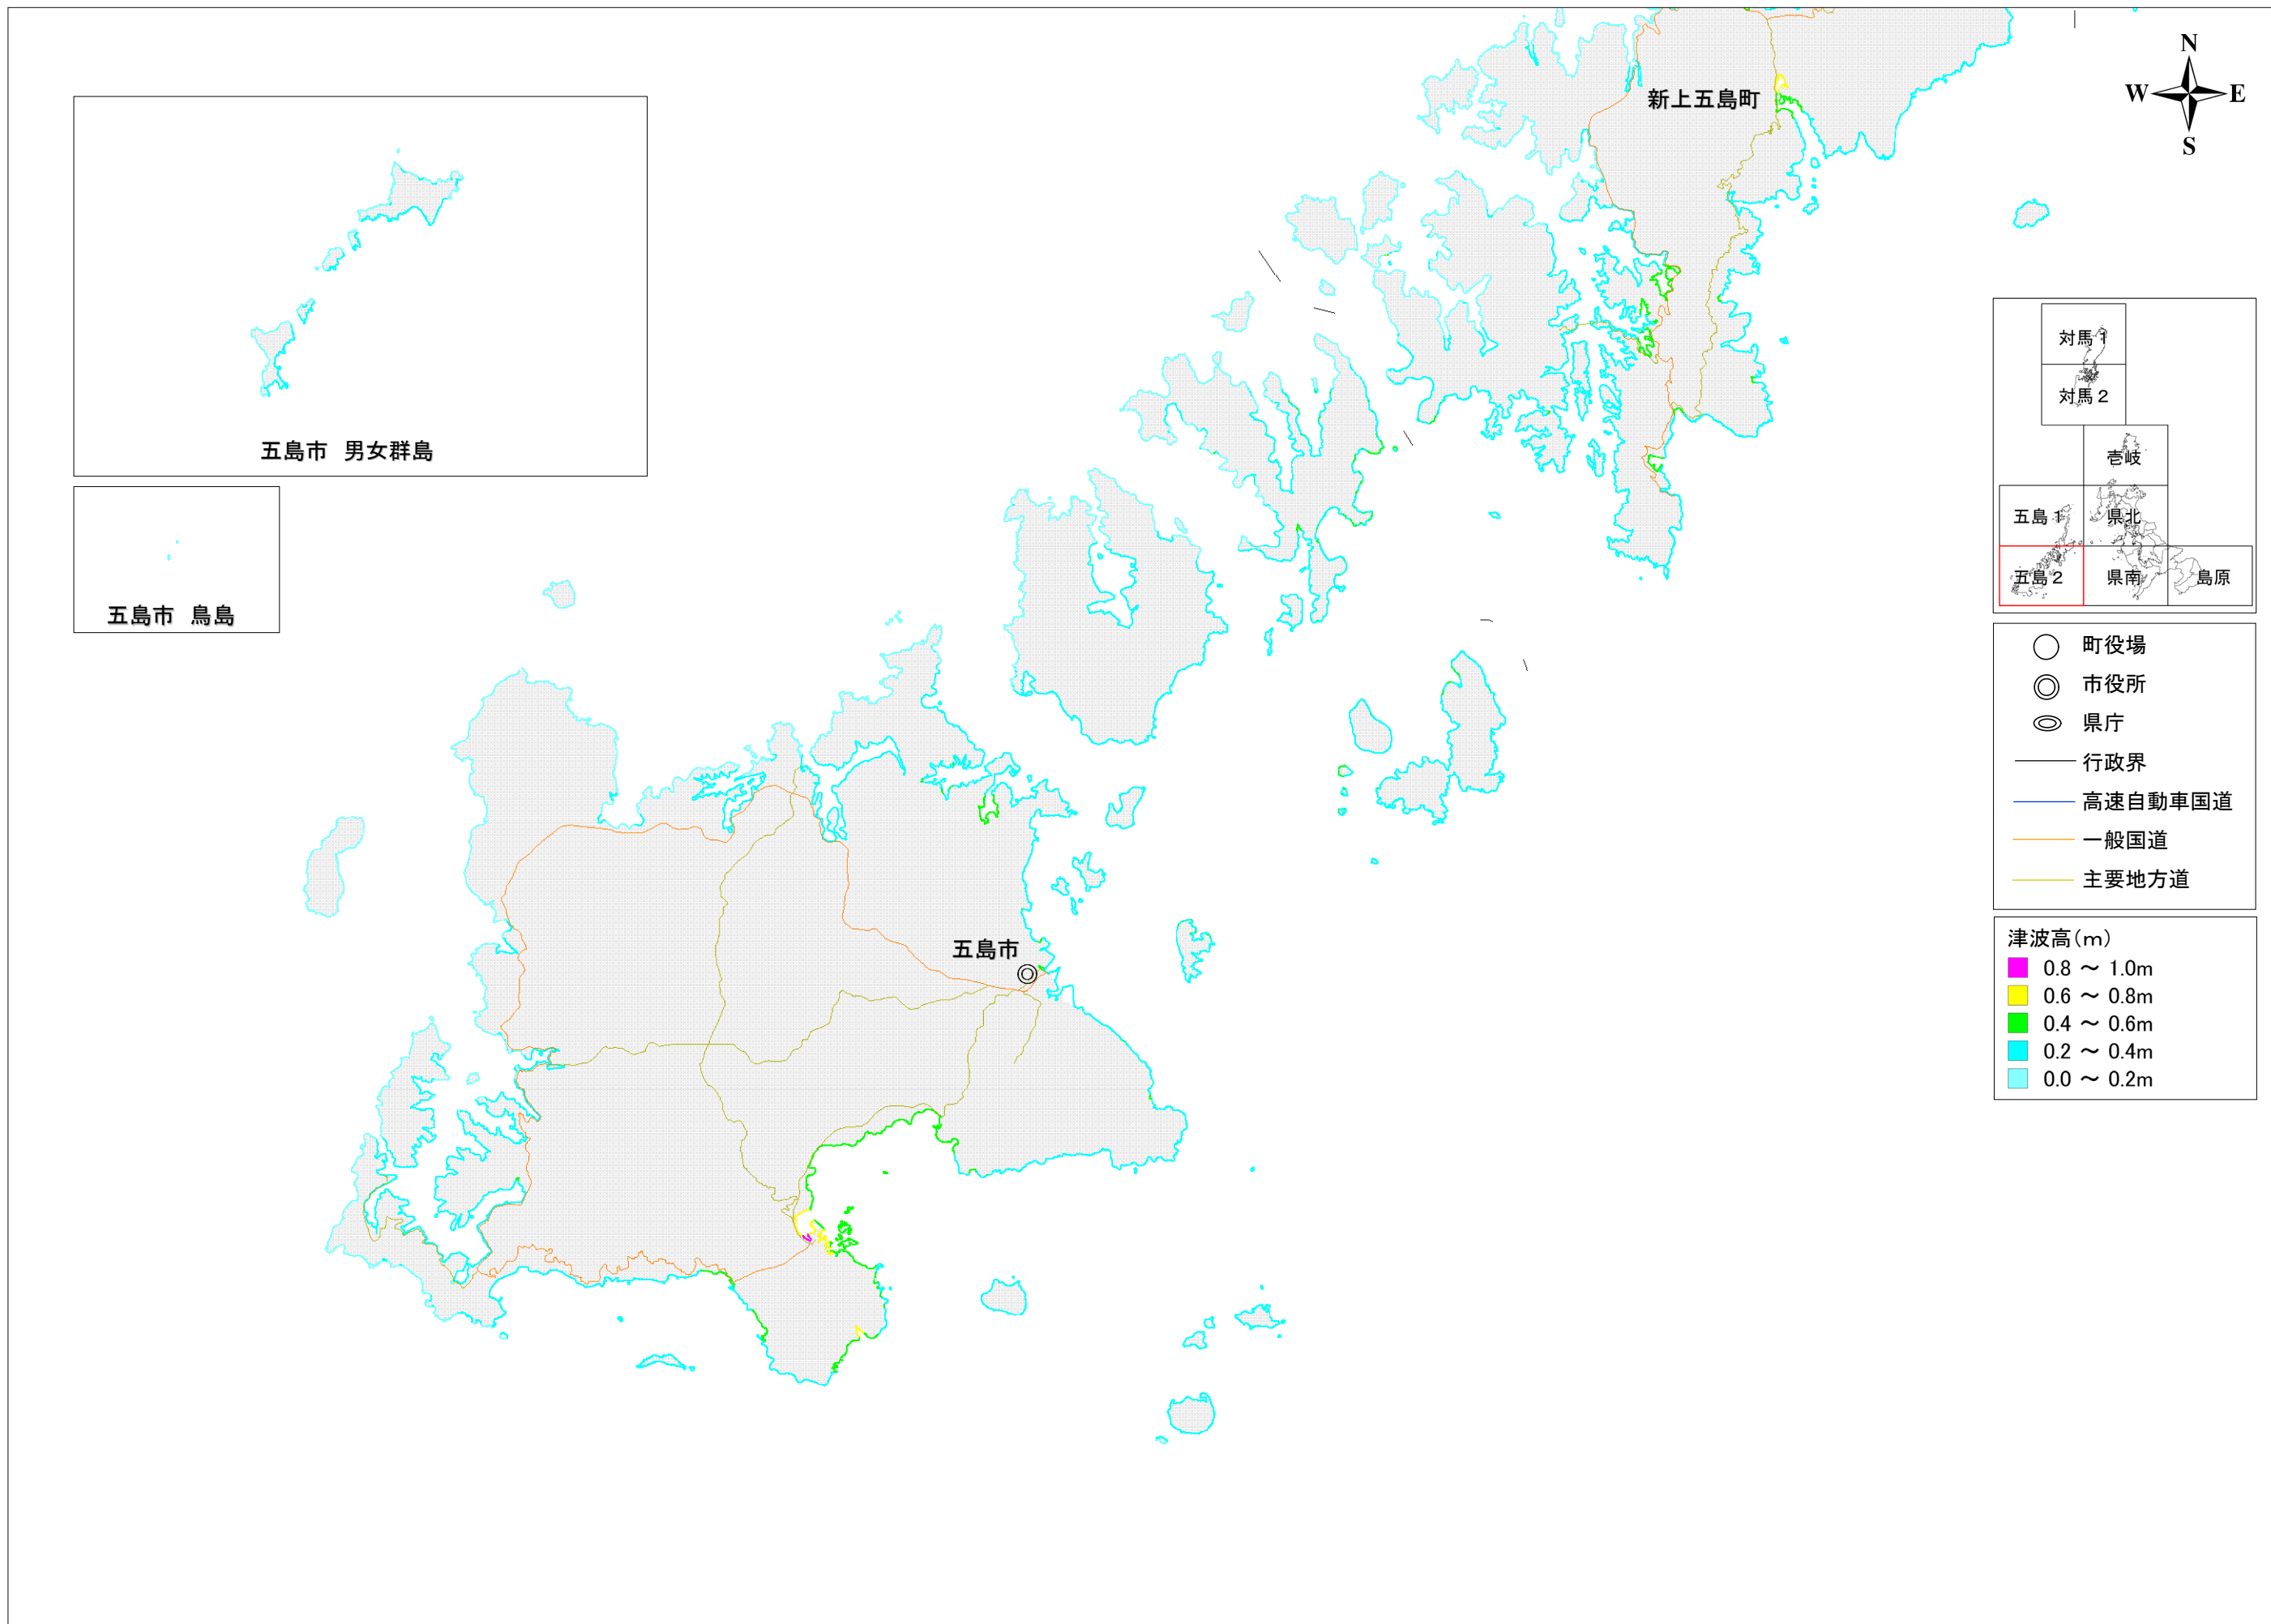 新上五島町
N
W
E
S
五島市 男女群島
五島市 鳥島
対馬1
対馬2
壱岐
五島1
県北
五島2
県南
島原
町役場
市役所
県庁
行政界
高速自動車国道
一般国道
主要地方道
五島市
津波高(m)
0.8 ～ 1.0m
0.6 ～ 0.8m
0.4 ～ 0.6m
0.2 ～ 0.4m
0.0 ～ 0.2m